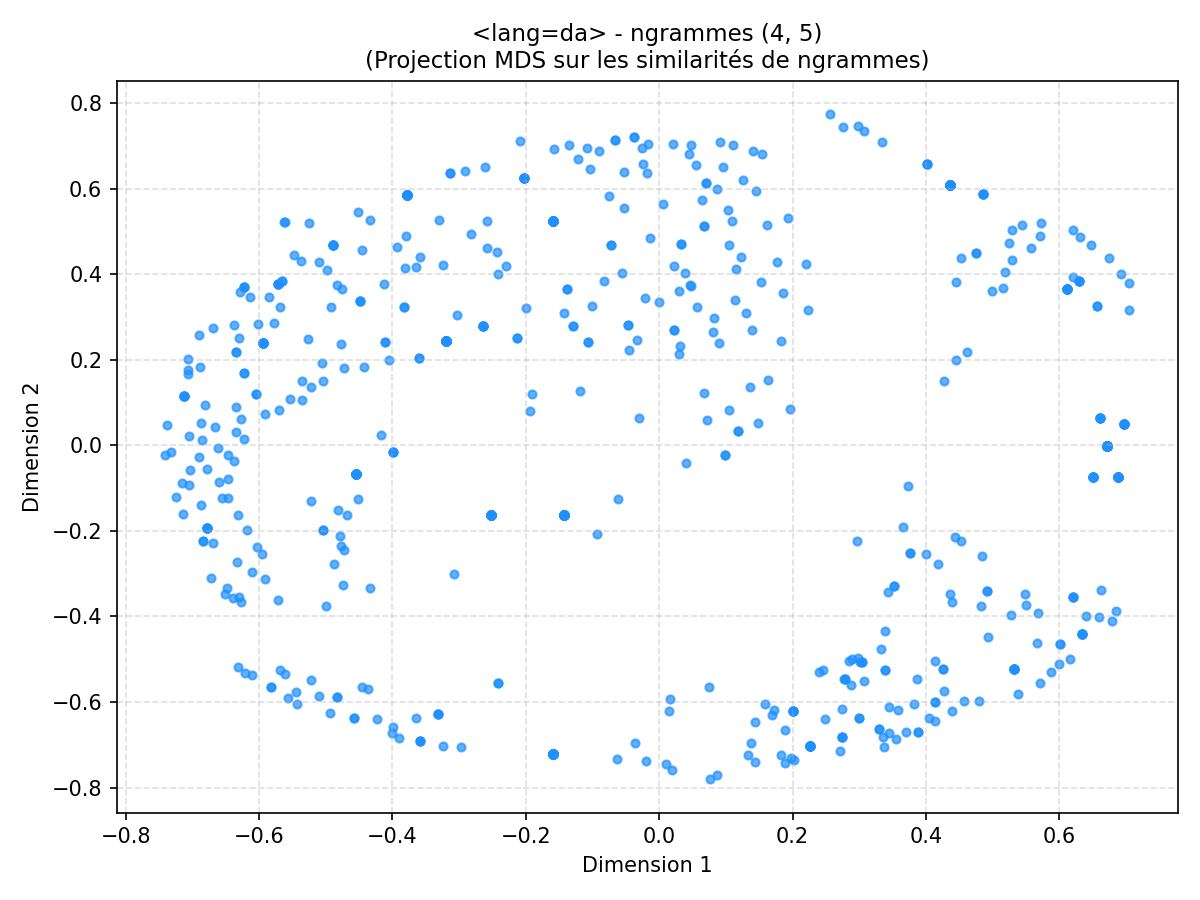 <lang=da> - ngrammes (4, 5)
(Projection MDS sur les similarités de ngrammes)
0.8
0.6
0.4
0.2
0.0
−0.2
−0.4
−0.6
−0.8
Dimension 2
−0.8 −0.6 −0.4 −0.2 0.0 0.2 0.4 0.6
Dimension 1